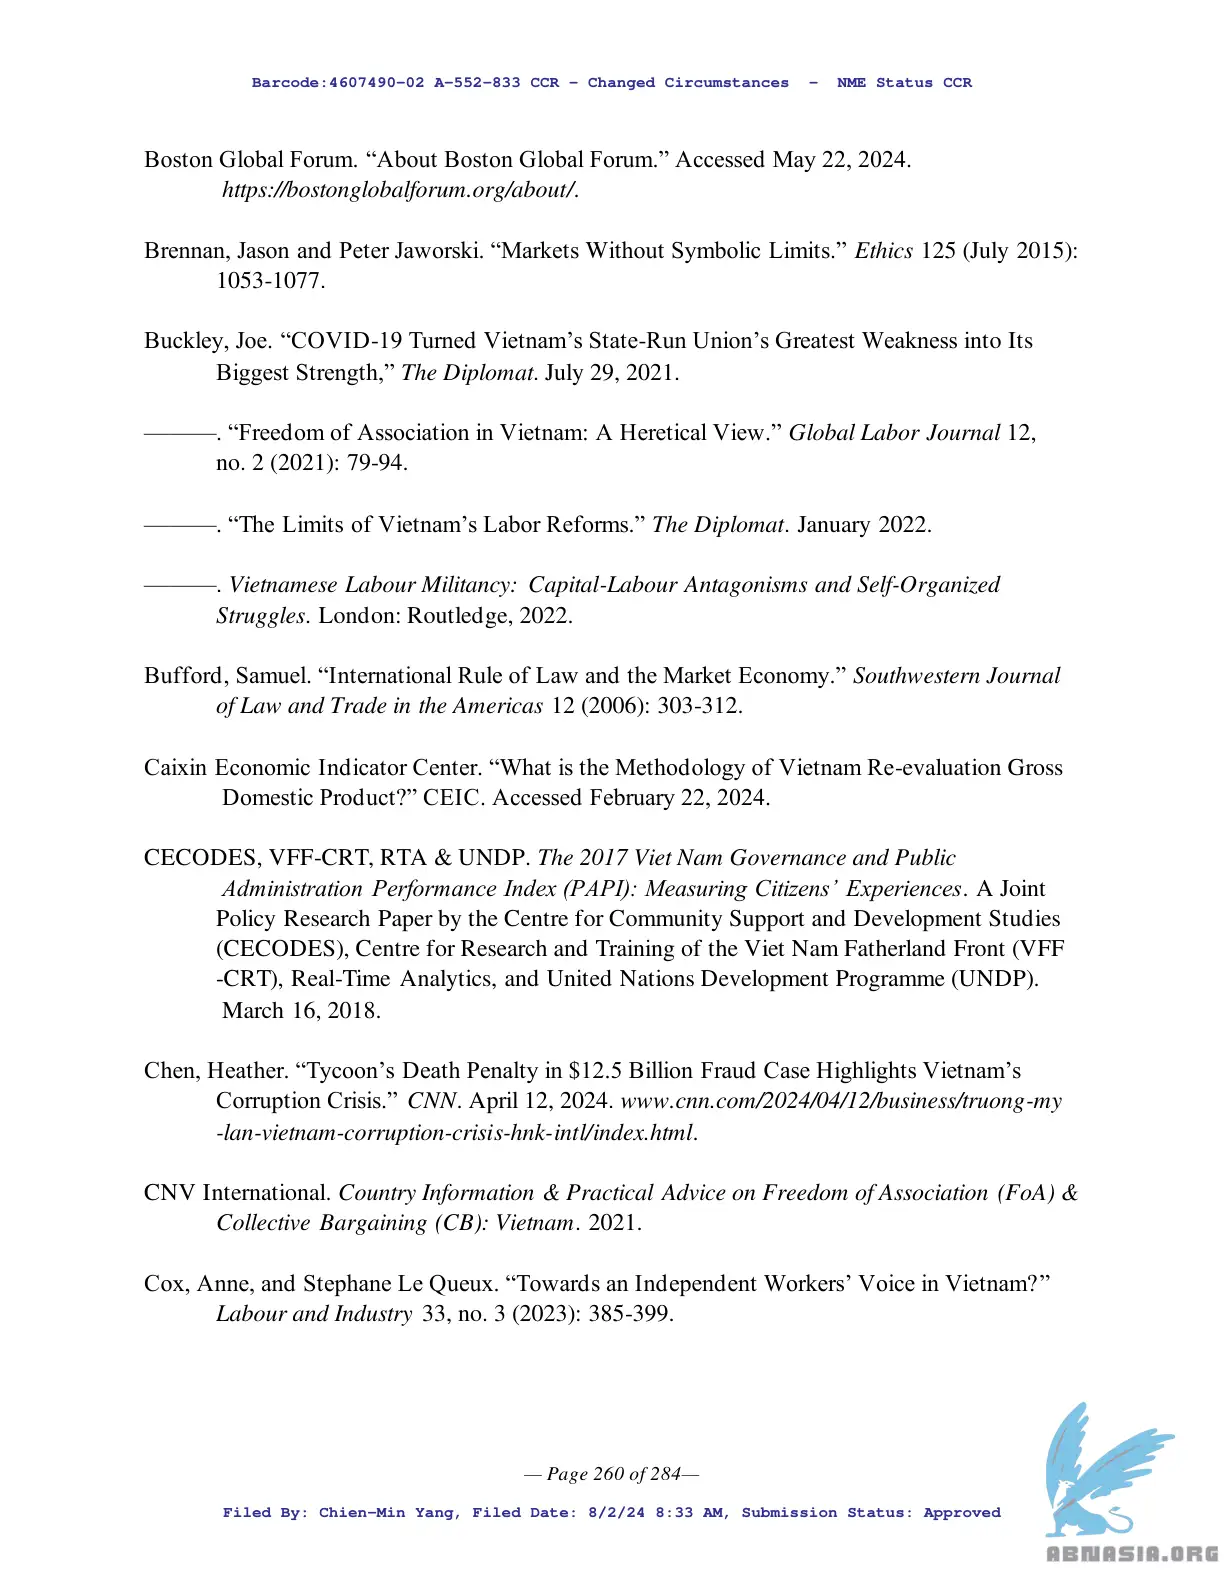 Barcode:4607490-02 A-552-833 CCR - Changed Circumstances - NME Status CCR
Boston Global Forum. “About Boston Global Forum.” Accessed May 22, 2024.
https://bostonglobalforum.org/about/.
Brennan, Jason and Peter Jaworski. “Markets Without Symbolic Limits.” Ethics 125 (July 2015):
1053-1077.
Buckley, Joe. “COVID-19 Turned Vietnam’s State-Run Union’s Greatest Weakness into Its
Biggest Strength,” The Diplomat. July 29, 2021.
———. “Freedom of Association in Vietnam: A Heretical View.” Global Labor Journal 12,
no. 2 (2021): 79-94.
———. “The Limits of Vietnam’s Labor Reforms.” The Diplomat. January 2022.
———. Vietnamese Labour Militancy: Capital-Labour Antagonisms and Self-Organized
Struggles. London: Routledge, 2022.
Bufford, Samuel. “International Rule of Law and the Market Economy.” Southwestern Journal
of Law and Trade in the Americas 12 (2006): 303-312.
Caixin Economic Indicator Center. “What is the Methodology of Vietnam Re-evaluation Gross
Domestic Product?” CEIC. Accessed February 22, 2024.
CECODES, VFF-CRT, RTA & UNDP. The 2017 Viet Nam Governance and Public
Administration Performance Index (PAPI): Measuring Citizens’ Experiences. A Joint
Policy Research Paper by the Centre for Community Support and Development Studies
(CECODES), Centre for Research and Training of the Viet Nam Fatherland Front (VFF
-CRT), Real-Time Analytics, and United Nations Development Programme (UNDP).
March 16, 2018.
Chen, Heather. “Tycoon’s Death Penalty in $12.5 Billion Fraud Case Highlights Vietnam’s
Corruption Crisis.” CNN. April 12, 2024. www.cnn.com/2024/04/12/business/truong-my
-lan-vietnam-corruption-crisis-hnk-intl/index.html.
CNV International. Country Information & Practical Advice on Freedom of Association (FoA) &
Collective Bargaining (CB): Vietnam. 2021.
Cox, Anne, and Stephane Le Queux. “Towards an Independent Workers’ Voice in Vietnam?”
Labour and Industry 33, no. 3 (2023): 385-399.
— Page 260 of 284—
Filed By: Chien-Min Yang, Filed Date: 8/2/24 8:33 AM, Submission Status: Approved
ABNASIA.ORG